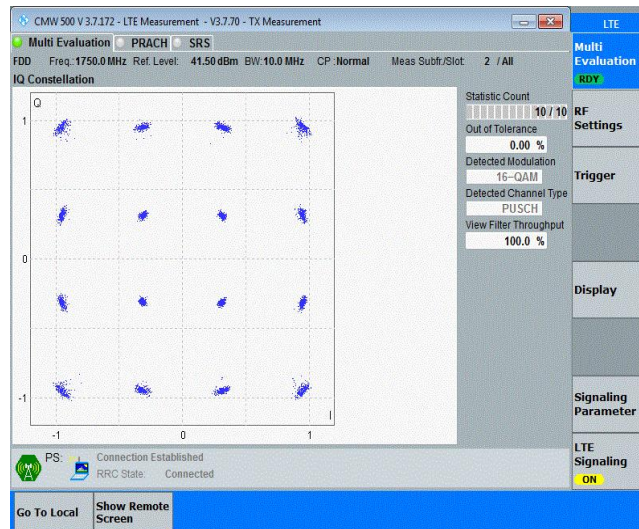 CMW 500 V 3.7.172 - LTE Measurement - V3.7.70 - TX Measurement
LTE
Multi Evaluation PRACH SRS
FDD Freq.:1750.0 MHz Ref. Level: 41.50 dBm BW:10.0 MHz CP :Normal Meas Subfr./Slot: 2 / All
IQ Constellation
Q
1
0
-1
-1 0 1
I
Statistic Count
10 / 10
Out of Tolerance
0.00 %
Detected Modulation
16-QAM
Detected Channel Type
PUSCH
View Filter Throughput
100.0 %
Multi
Evaluation
RDY
RF
Settings
Trigger
Display
Signaling
Parameter
LTE
Signaling
ON
PS: Connection Established
RRC State: Connected
Go To Local
Show Remote
Screen